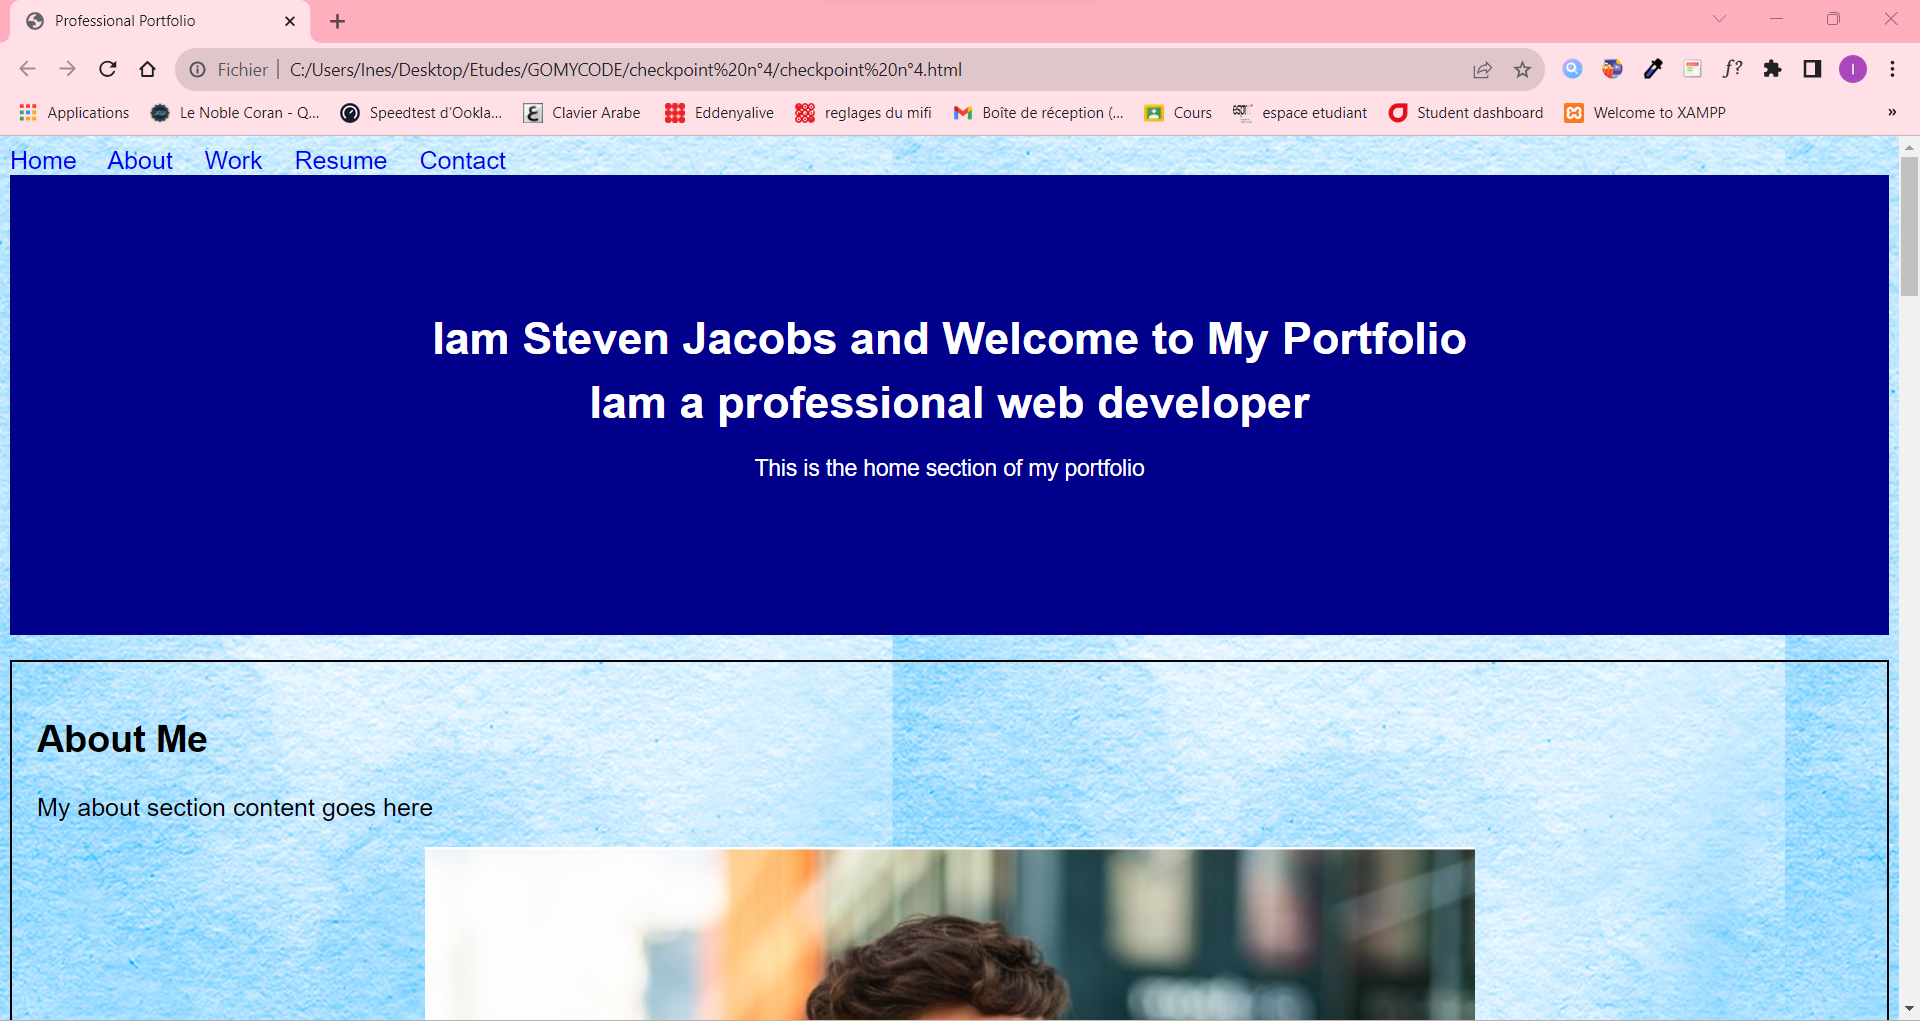 Professional Portfolio
Fichier C:/Users/Ines/Desktop/Etudes/GOMYCODE/checkpoint%20n°4/checkpoint%20n°4.html
f?
I
Applications Le Noble Coran - Q... Speedtest d'Ookla... Clavier Arabe Eddenyalive reglages du mifi Boîte de réception (... Cours espace etudiant Student dashboard Welcome to XAMPP »
Home About Work Resume Contact
Iam Steven Jacobs and Welcome to My Portfolio
Iam a professional web developer
This is the home section of my portfolio
About Me
My about section content goes here